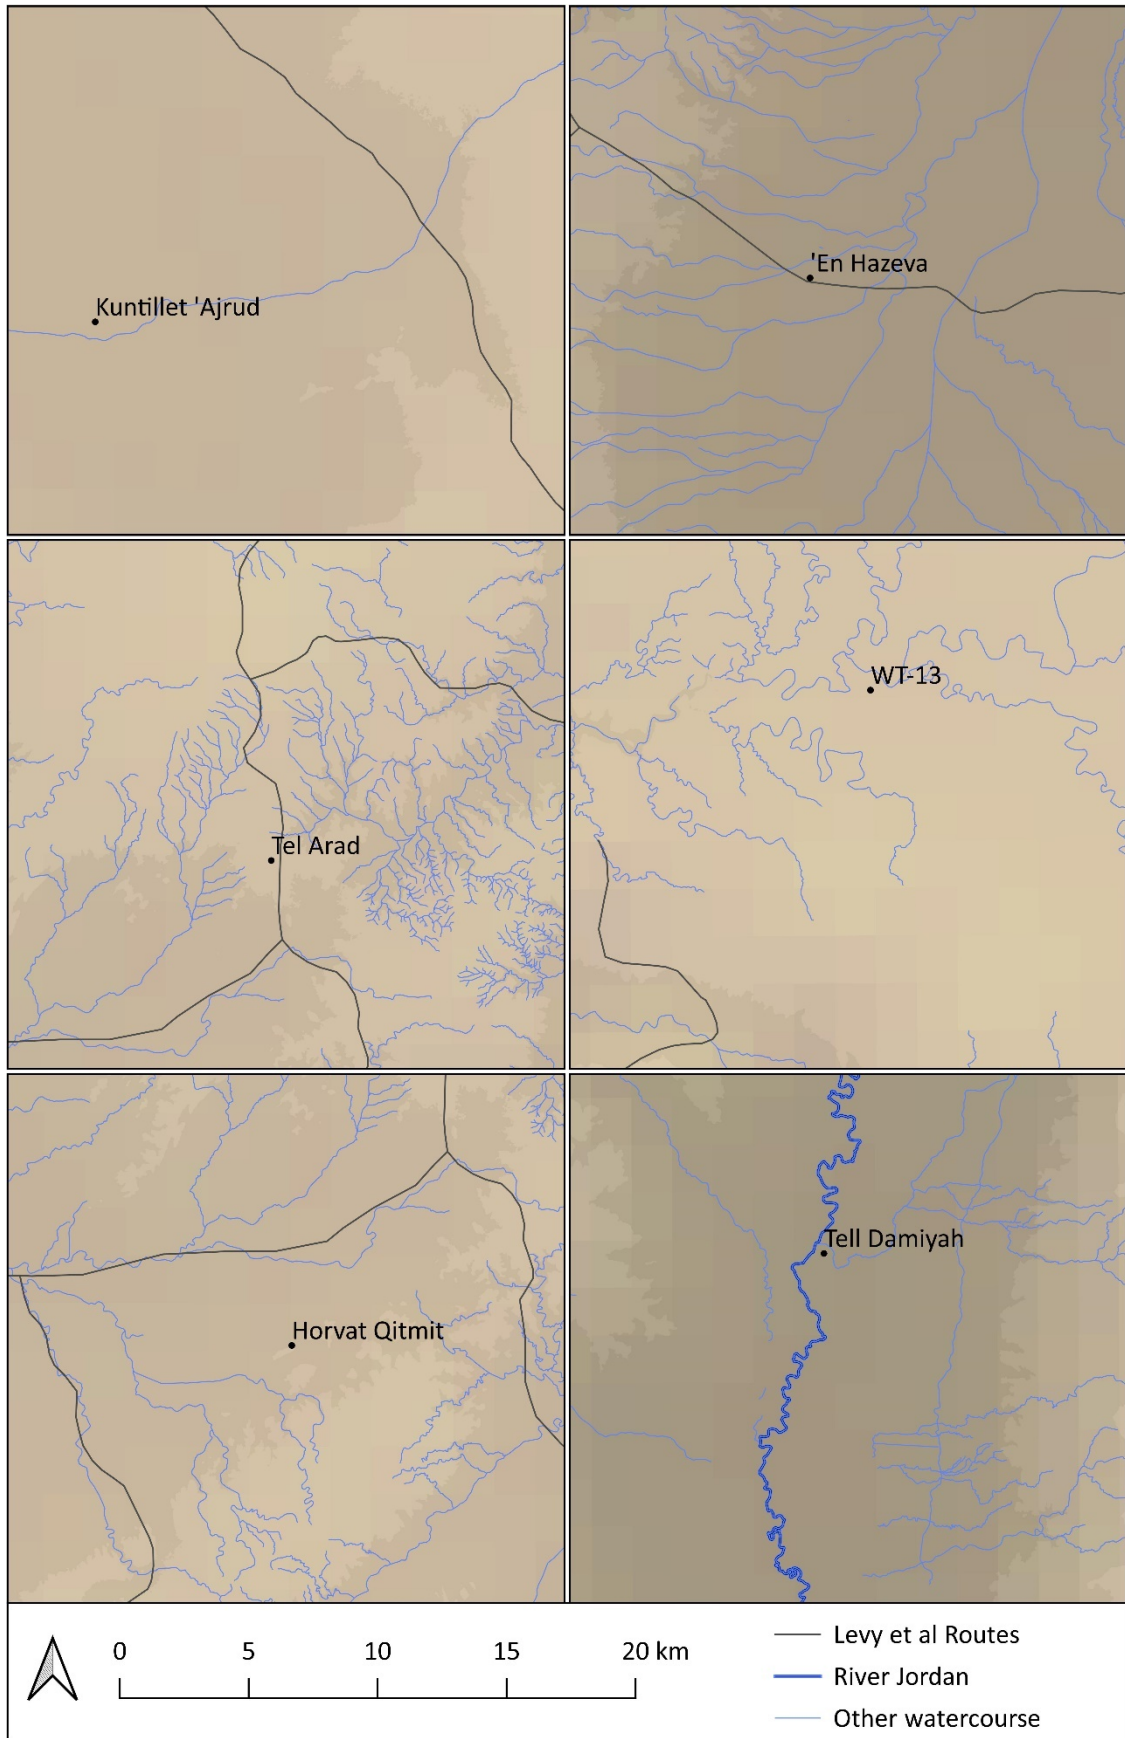 Kuntillet 'Ajrud
'En Hazeva
Tel Arad
WT-13
Horvat Qitmit
Tell Damiyah
0 5 10 15 20 km
Levy et al Routes
River Jordan
Other watercourse